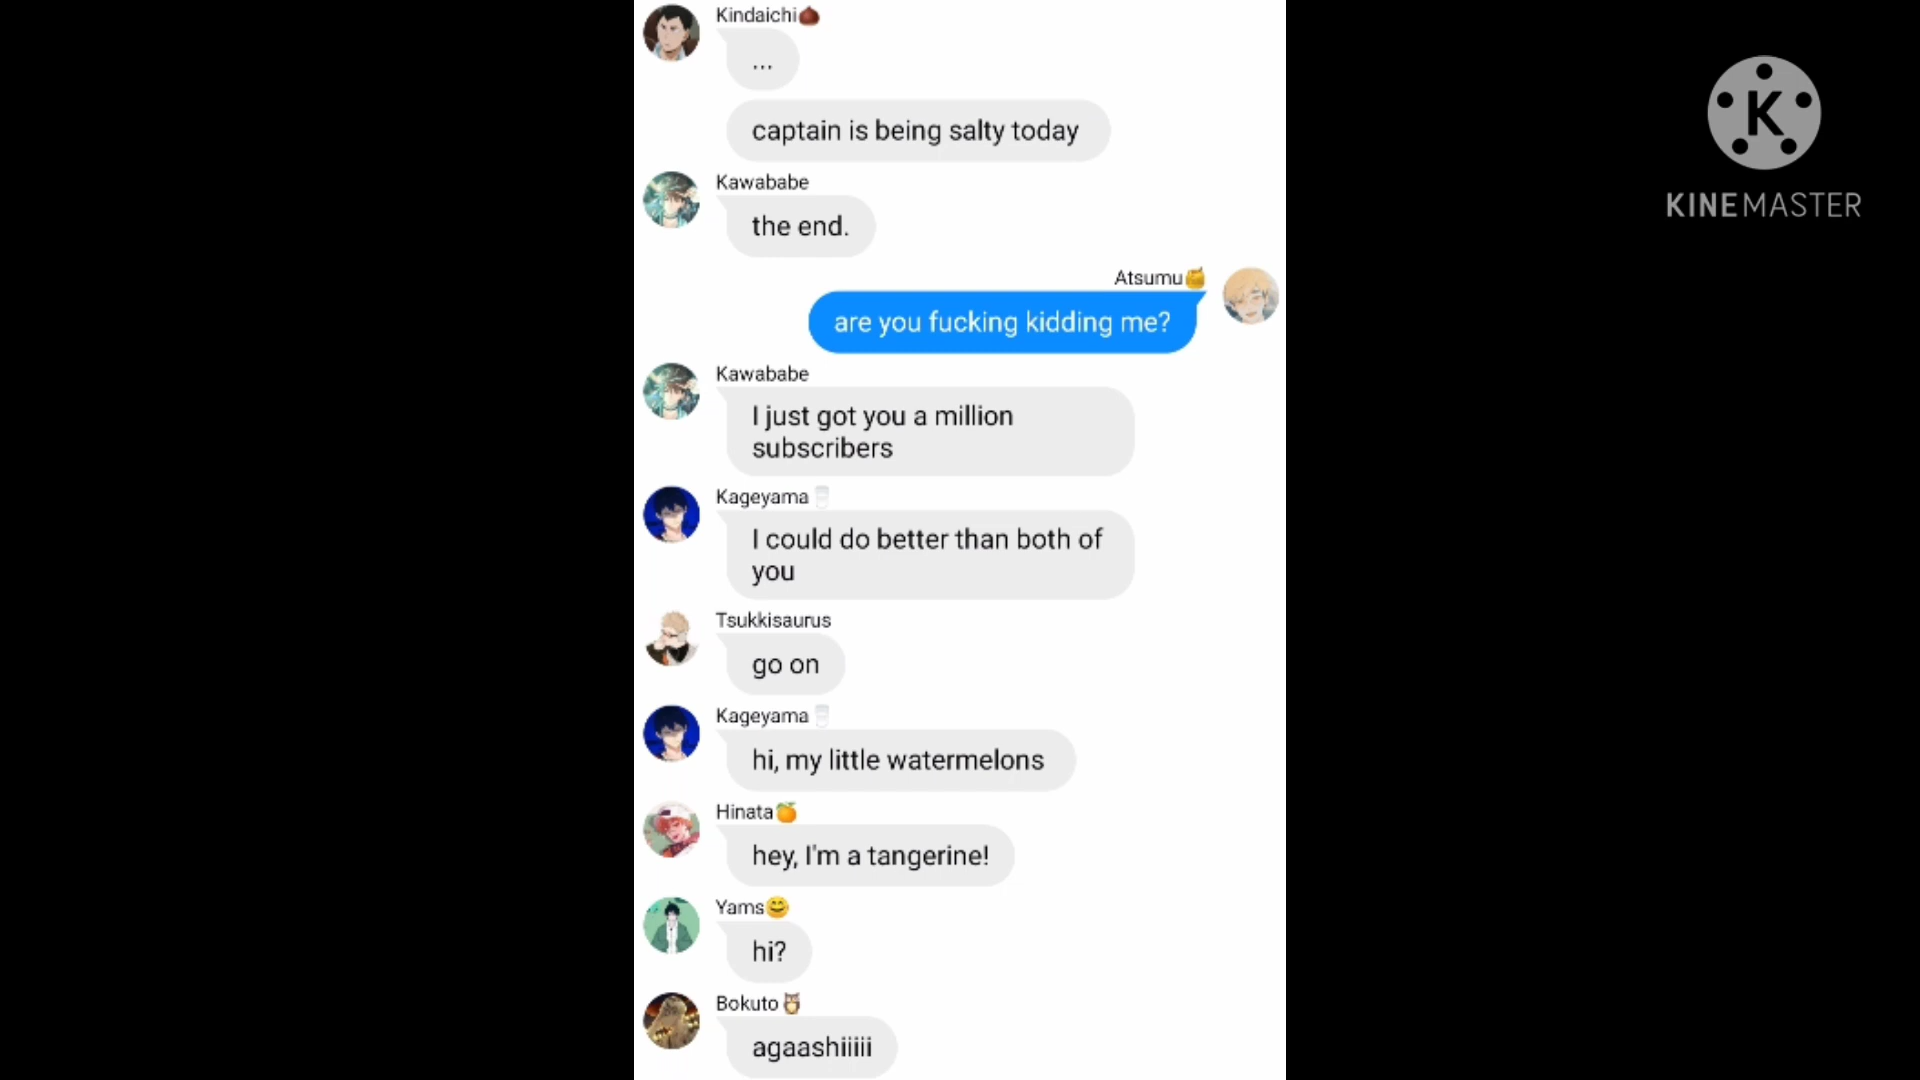 Kindaichi🌰
...
captain is being salty today
Kawababe
the end.
Atsumu🍯
are you fucking kidding me?
Kawababe
I just got you a million
subscribers
Kageyama🥛
I could do better than both of
you
Tsukkisaurus
go on
Kageyama🥛
hi, my little watermelons
Hinata🍊
hey, I'm a tangerine!
Yams😊
hi?
Bokuto🦉
agaashiiiii
K
KINEMASTER